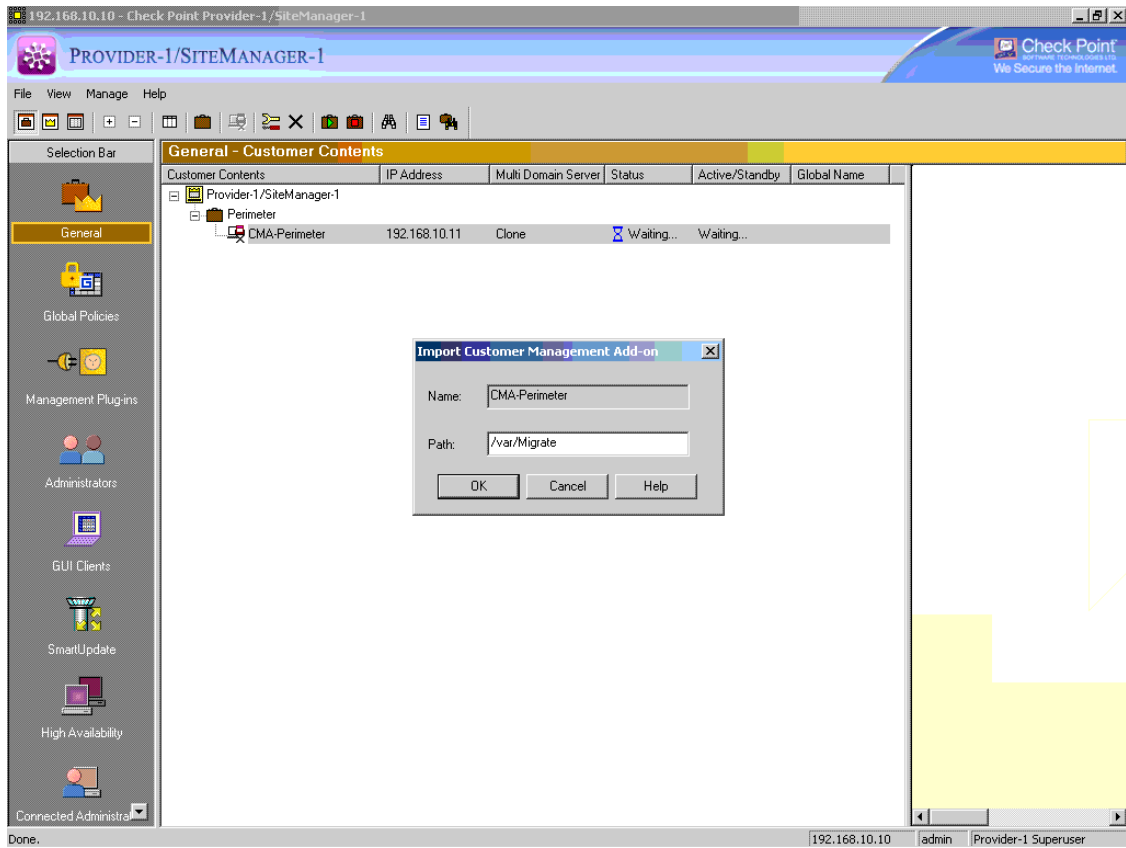 192.168.10.10 - Check Point Provider-1/SiteManager-1
PROVIDER-1/SITEMANAGER-1
Check Point
SOFTWARE TECHNOLOGIES LTD.
We Secure the Internet.
File View Manage Help
Selection Bar
General - Customer Contents
Customer Contents IP Address Multi Domain Server Status Active/Standby Global Name
Provider-1/SiteManager-1
Perimeter
CMA-Perimeter 192.168.10.11 Clone Waiting... Waiting...
General
Global Policies
Management Plug-ins
Administrators
GUI Clients
SmartUpdate
High Availability
Connected Administra
Import Customer Management Add-on
Name: CMA-Perimeter
Path: /var/Migrate
OK Cancel Help
Done. 192.168.10.10 admin Provider-1 Superuser